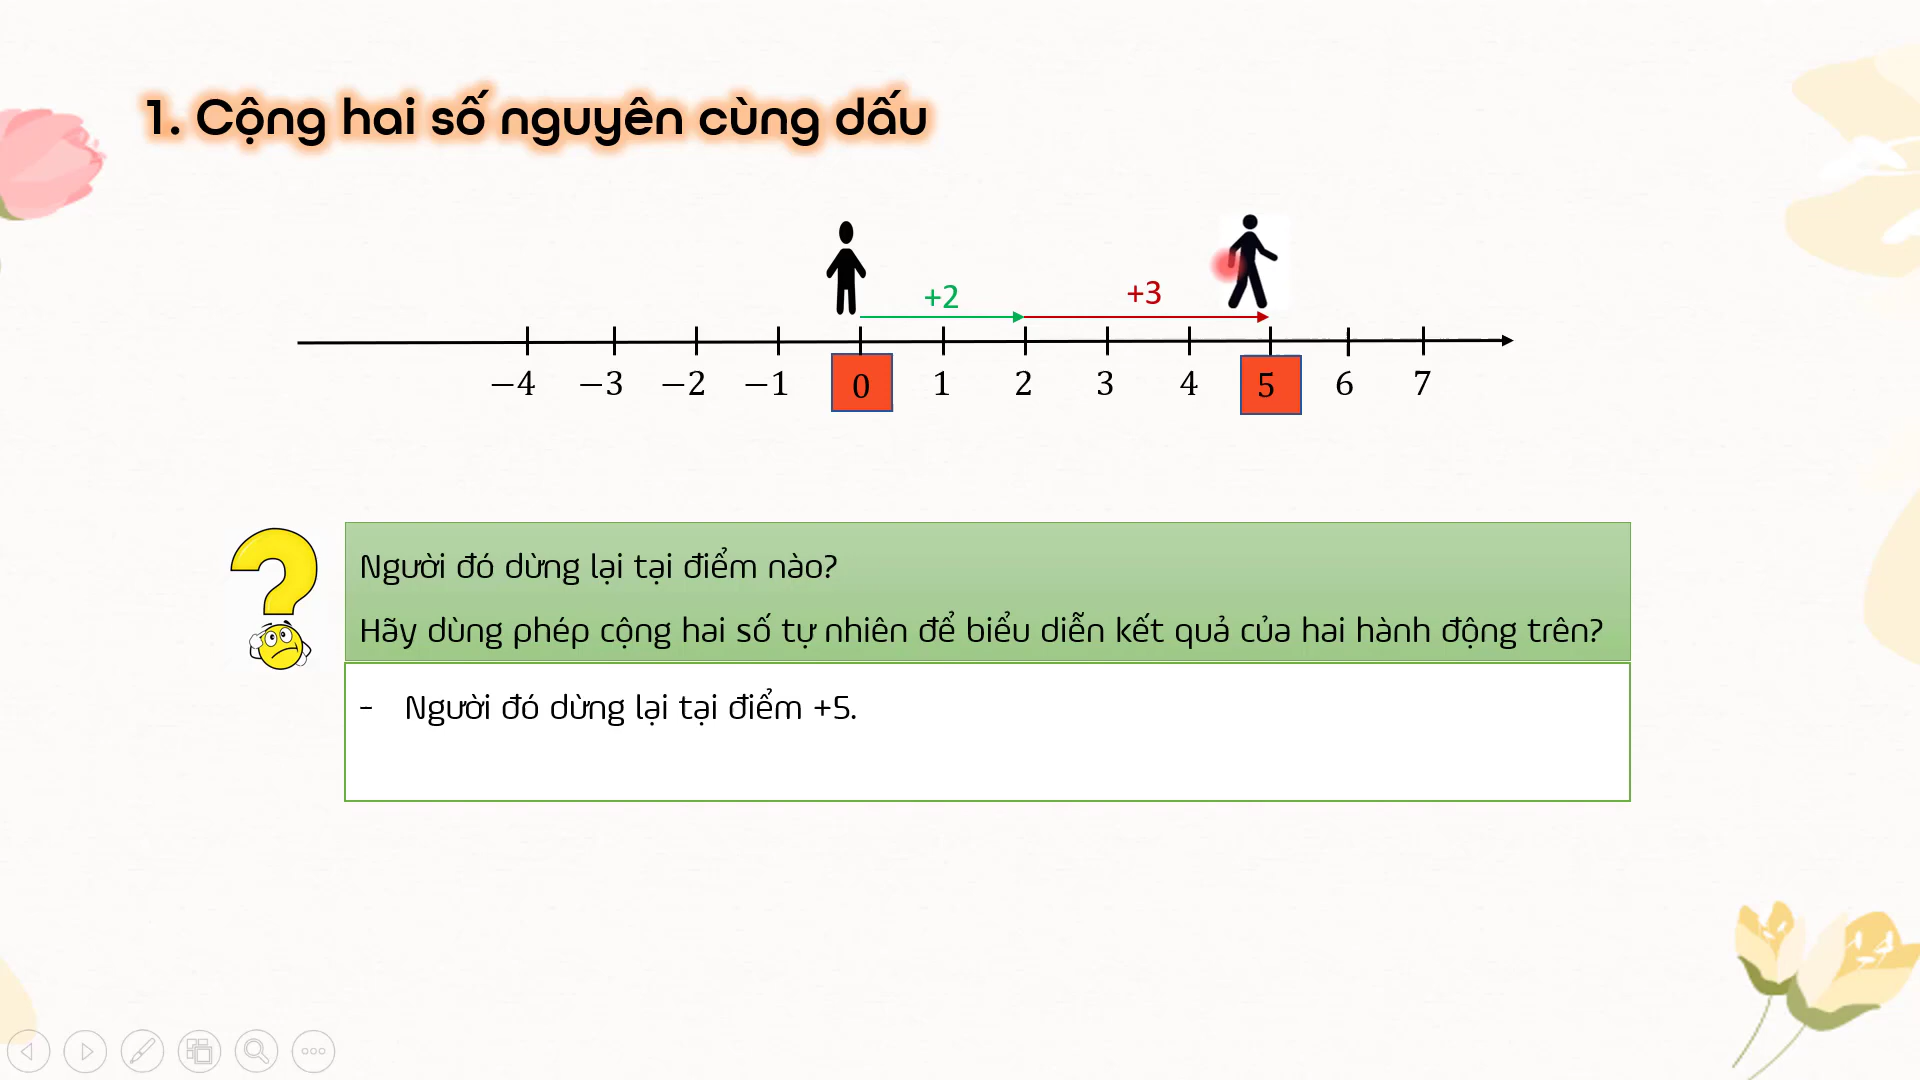 1. Cộng hai số nguyên cùng dấu
+2
+3
−4 −3 −2 −1 0 1 2 3 4 5 6 7
Người đó dừng lại tại điểm nào?
Hãy dùng phép cộng hai số tự nhiên để biểu diễn kết quả của hai hành động trên?
- Người đó dừng lại tại điểm +5.